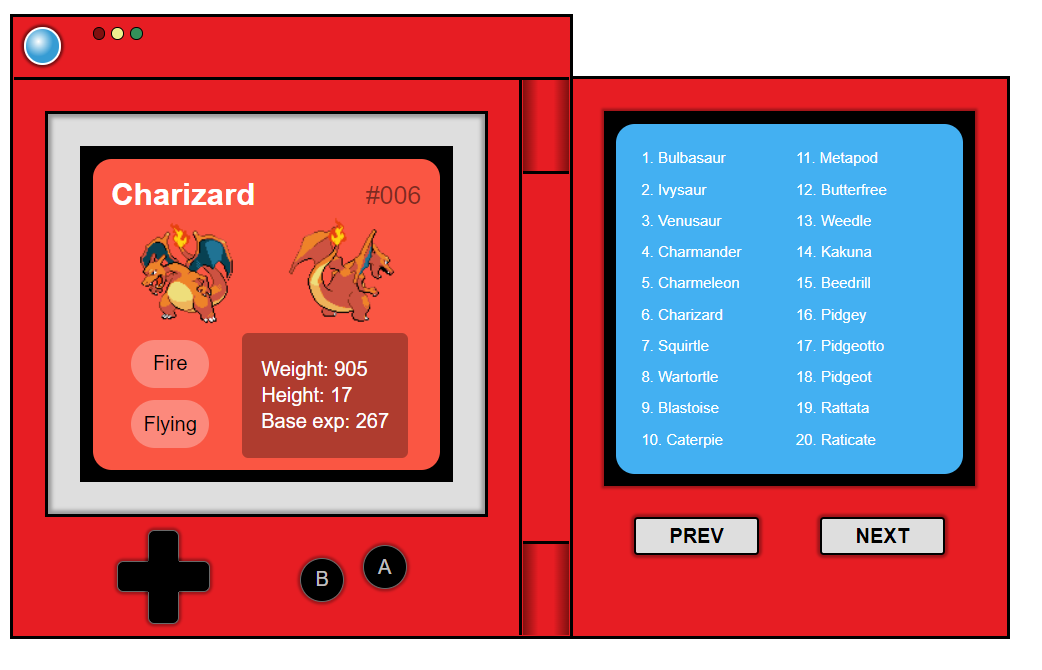 Charizard #006
Fire
Flying
Weight: 905
Height: 17
Base exp: 267
B
A
1. Bulbasaur
2. Ivysaur
3. Venusaur
4. Charmander
5. Charmeleon
6. Charizard
7. Squirtle
8. Wartortle
9. Blastoise
10. Caterpie
11. Metapod
12. Butterfree
13. Weedle
14. Kakuna
15. Beedrill
16. Pidgey
17. Pidgeotto
18. Pidgeot
19. Rattata
20. Raticate
PREV
NEXT